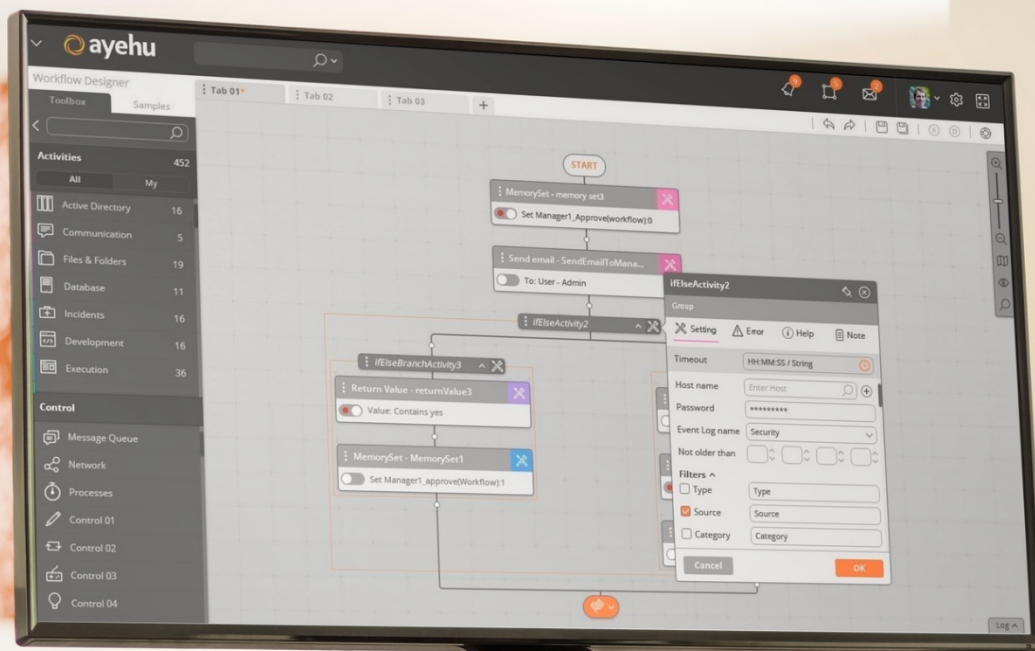 ayehu
Workflow Designer
Toolbox
Samples
Tab 01*
Tab 02
Tab 03
+
Activities
452
All
My
Active Directory
16
Communication
5
Files & Folders
19
Database
11
Incidents
16
Development
16
Execution
36
Control
Message Queue
Network
Processes
Control 01
Control 02
Control 03
Control 04
START
MemorySet - memory set3
Set Manager1_Approve(workflow):0
Send email - SendEmailToMana...
To: User - Admin
ifElseActivity2
ifElseBranchActivity3
Return Value - returnValue3
Value: Contains yes
MemorySet - MemorySet1
Set Manager1_approve(Workflow):1
ifElseActivity2
Group
Setting
Error
Help
Note
Timeout
HH:MM:SS / String
Host name
Enter Host
Password
*********
Event Log name
Security
Not older than
Filters
Type
Type
Source
Source
Category
Category
Cancel
OK
Log